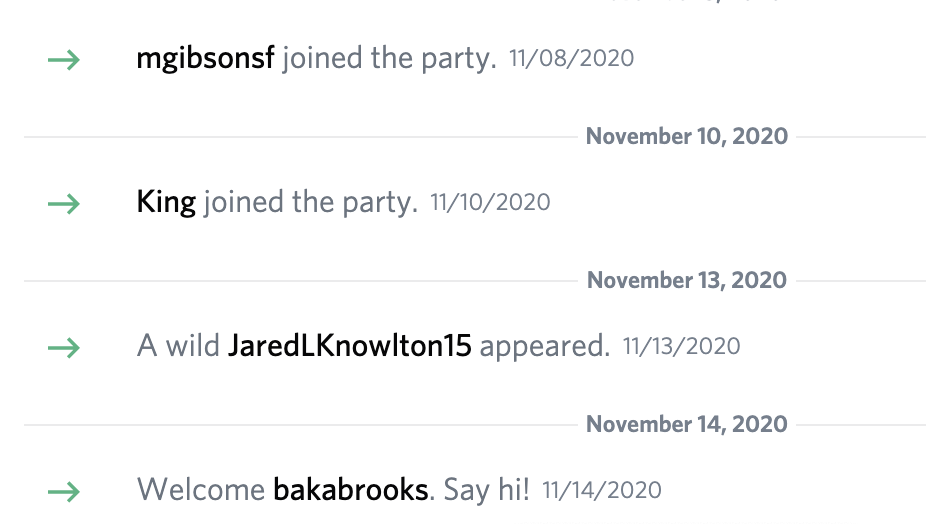 mgibsonsf joined the party. 11/08/2020
November 10, 2020
King joined the party. 11/10/2020
November 13, 2020
A wild JaredLKnowlton15 appeared. 11/13/2020
November 14, 2020
Welcome bakabrooks. Say hi! 11/14/2020